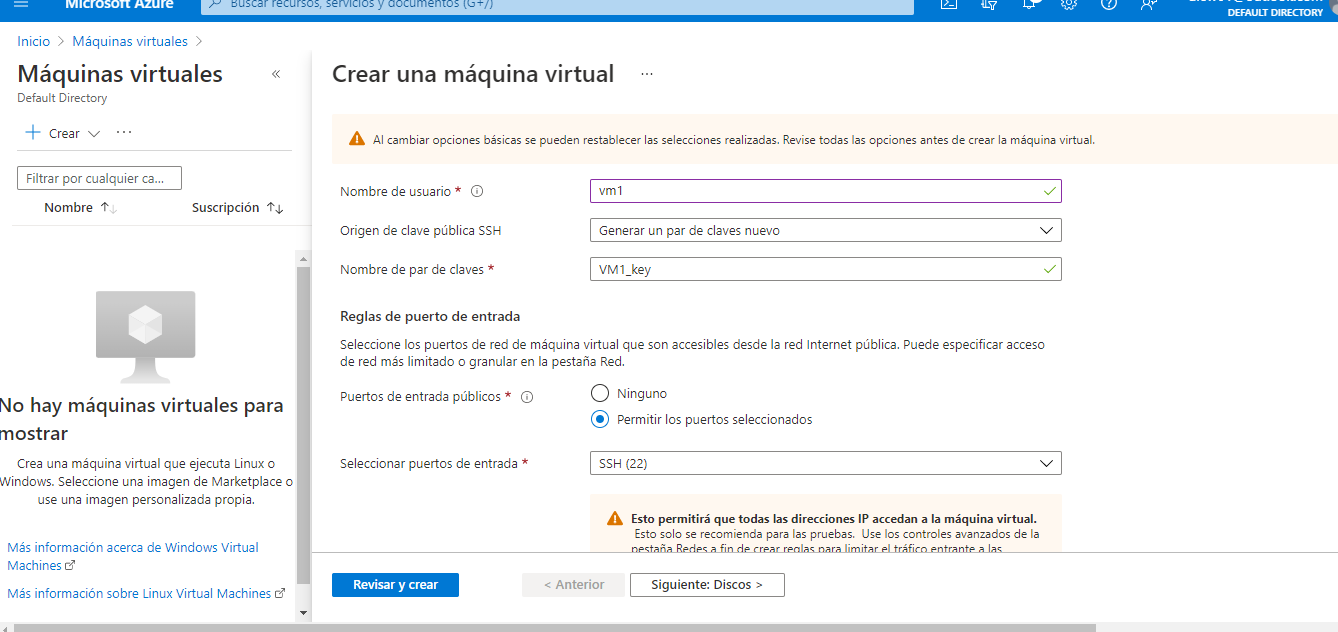 Microsoft Azure
Buscar recursos, servicios y documentos (G+/)
DEFAULT DIRECTORY
Inicio > Máquinas virtuales >
Máquinas virtuales
Default Directory
Crear
Filtrar por cualquier ca...
Nombre
Suscripción
No hay máquinas virtuales para
mostrar
Crea una máquina virtual que ejecuta Linux o
Windows. Seleccione una imagen de Marketplace o
use una imagen personalizada propia.
Más información acerca de Windows Virtual
Machines
Más información sobre Linux Virtual Machines
Crear una máquina virtual ...
Al cambiar opciones básicas se pueden restablecer las selecciones realizadas. Revise todas las opciones antes de crear la máquina virtual.
Nombre de usuario *
vm1
Origen de clave pública SSH
Generar un par de claves nuevo
Nombre de par de claves *
VM1_key
Reglas de puerto de entrada
Seleccione los puertos de red de máquina virtual que son accesibles desde la red Internet pública. Puede especificar acceso
de red más limitado o granular en la pestaña Red.
Puertos de entrada públicos *
Ninguno
Permitir los puertos seleccionados
Seleccionar puertos de entrada *
SSH (22)
Esto permitirá que todas las direcciones IP accedan a la máquina virtual.
Esto solo se recomienda para las pruebas. Use los controles avanzados de la
pestaña Redes a fin de crear reglas para limitar el tráfico entrante a las
Revisar y crear
< Anterior
Siguiente: Discos >